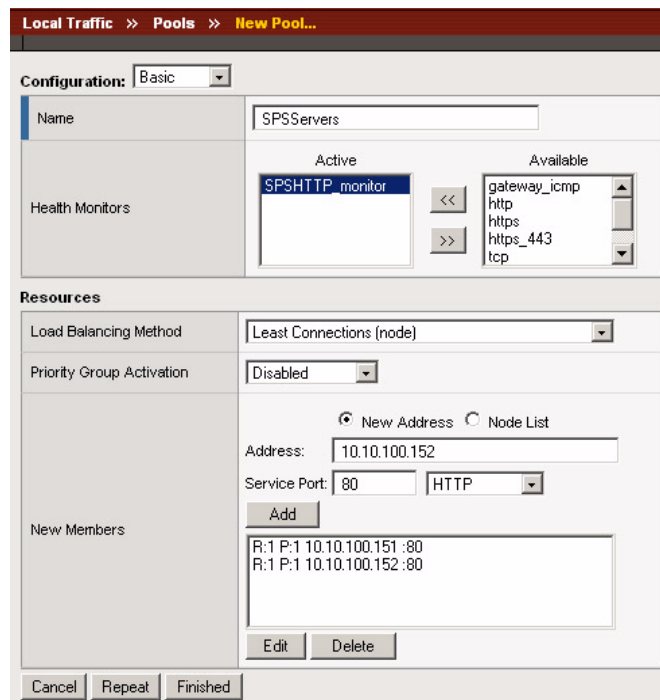 Local Traffic » Pools » New Pool...
Configuration: Basic
Name SPSServers
Active Available
Health Monitors
SPSHTTP_monitor
<<
>>
gateway_icmp
http
https
https_443
tcp
Resources
Load Balancing Method Least Connections (node)
Priority Group Activation Disabled
New Members
New Address Node List
Address: 10.10.100.152
Service Port: 80 HTTP
Add
R:1 P:1 10.10.100.151 :80
R:1 P:1 10.10.100.152 :80
Edit Delete
Cancel Repeat Finished